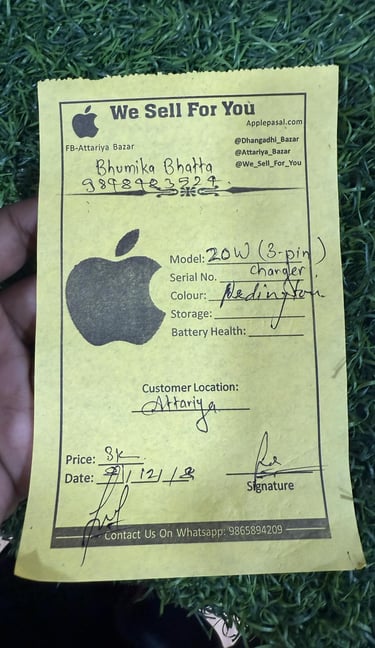 We Sell For You
Applepasal.com
FB-Attariya Bazar
@Dhangadhi_Bazar
@Attariya_Bazar
@We_Sell_For_You
Bhumika Bhatta
Model: 20W (3-pin)
Serial No. Charger
Colour: Redington
Storage:
Battery Health:
Customer Location:
Attariya
Price: 3K
Date:
Signature
Contact Us On Whatsapp: 9865894209